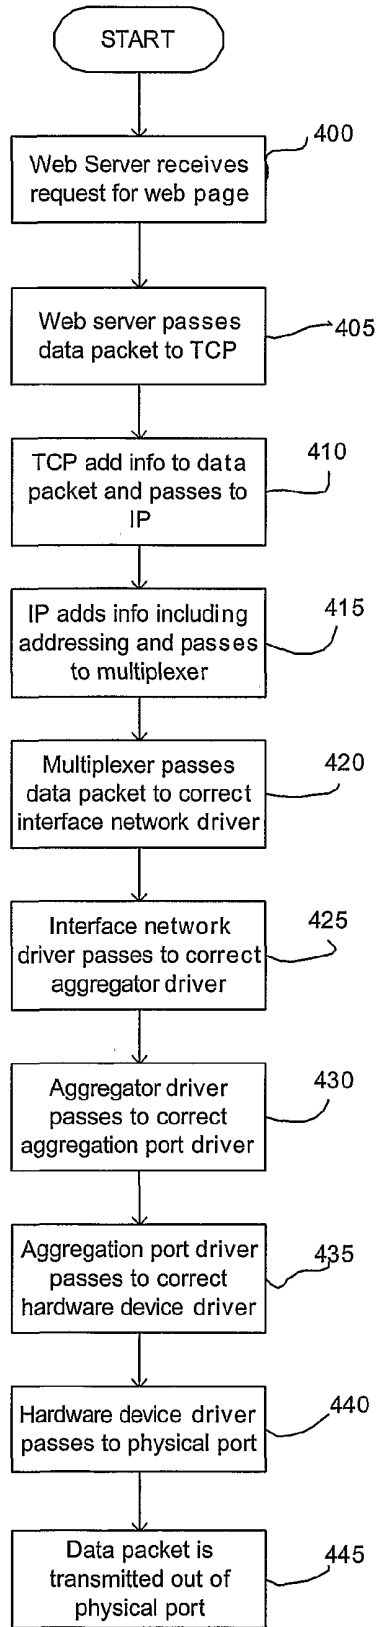 START
400
Web Server receives
request for web page
Web server passes
data packet to TCP
405
410
TCP add info to data
packet and passes to
IP
415
IP adds info including
addressing and passes
to multiplexer
420
Multiplexer passes
data packet to correct
interface network driver
425
Interface network
driver passes to correct
aggregator driver
430
Aggregator driver
passes to correct
aggregation port driver
435
Aggregation port driver
passes to correct
hardware device driver
440
Hardware device driver
passes to physical port
445
Data packet is
transmitted out of
physical port